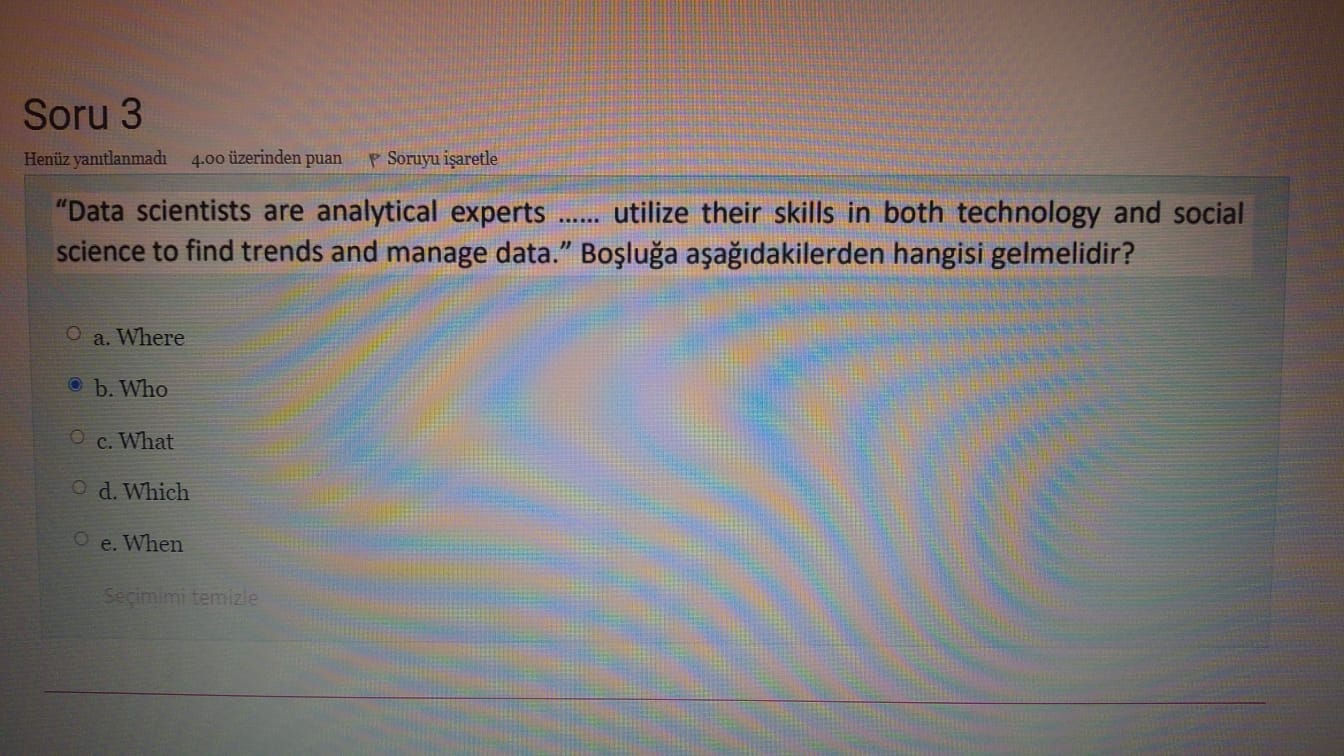 Soru 3
Henüz yanıtlanmadı 4.00 üzerinden puan Soruyu işaretle
“Data scientists are analytical experts ...... utilize their skills in both technology and social
science to find trends and manage data.” Boşluğa aşağıdakilerden hangisi gelmelidir?
a. Where
b. Who
c. What
d. Which
e. When
Seçimimi temizle